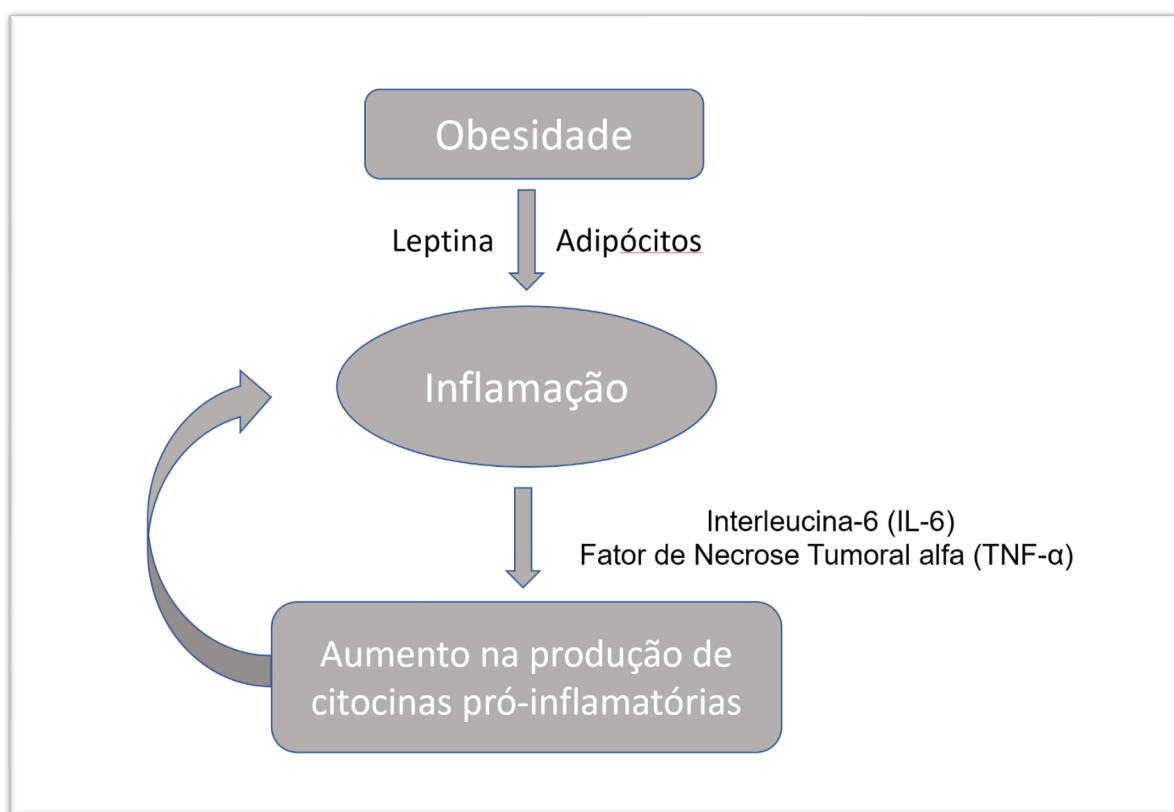 Obesidade
Leptina
Adipócitos
Inflamação
Interleucina-6 (IL-6)
Fator de Necrose Tumoral alfa (TNF-α)
Aumento na produção de
citocinas pró-inflamatórias